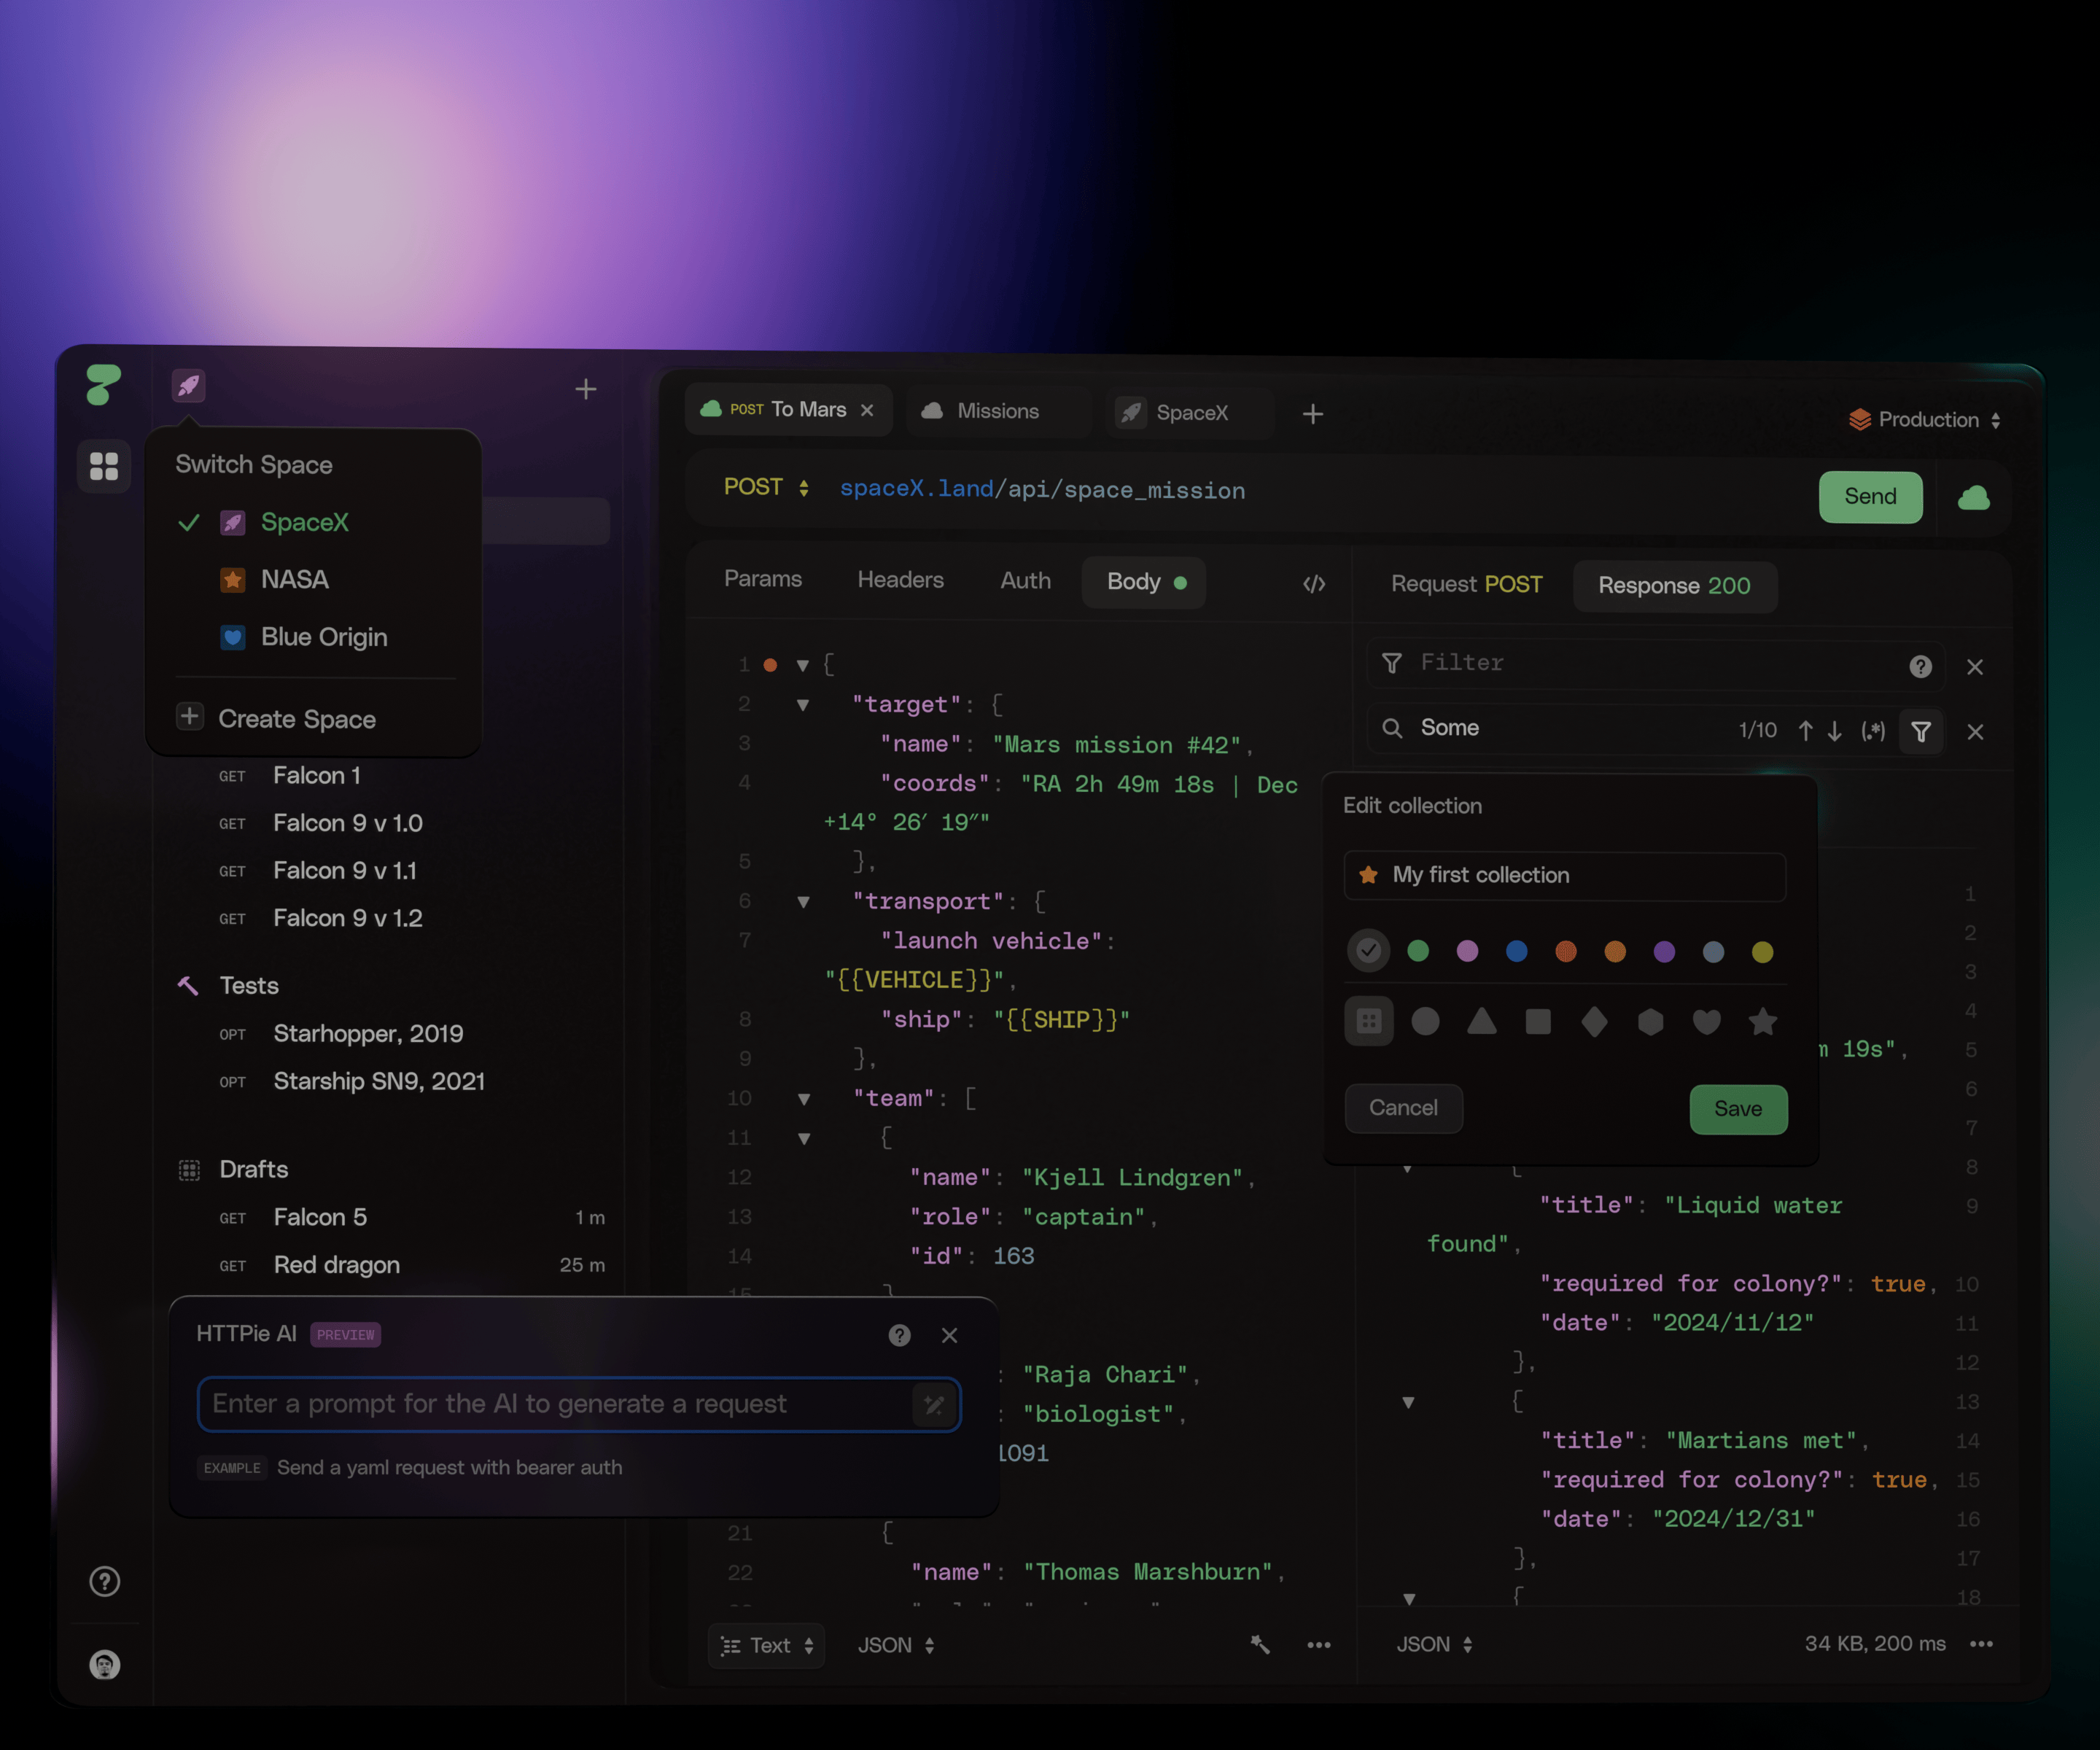 POST To Mars
Missions
SpaceX
Production
Switch Space
SpaceX
NASA
Blue Origin
Create Space
GET Falcon 1
GET Falcon 9 v 1.0
GET Falcon 9 v 1.1
GET Falcon 9 v 1.2
Tests
OPT Starhopper, 2019
OPT Starship SN9, 2021
Drafts
GET Falcon 5 1 m
GET Red dragon 25 m
HTTPie AI PREVIEW
Enter a prompt for the AI to generate a request
EXAMPLE Send a yaml request with bearer auth
POST spaceX.land/api/space_mission
Send
Params Headers Auth Body </>
1 {
2 "target": {
3 "name": "Mars mission #42",
4 "coords": "RA 2h 49m 18s | Dec
+14° 26′ 19″"
5 },
6 "transport": {
7 "launch vehicle":
"{{VEHICLE}}",
8 "ship": "{{SHIP}}"
9 },
10 "team": [
11 {
12 "name": "Kjell Lindgren",
13 "role": "captain",
14 "id": 163
15 }
: "Raja Chari",
: "biologist",
1091
21 {
22 "name": "Thomas Marshburn",
Text JSON
Request POST Response 200
Filter
Some 1/10 (.*)
Edit collection
My first collection
Cancel Save
1
2
3
4
19s", 5
6
7
{ 8
"title": "Liquid water 9
found",
"required for colony?": true, 10
"date": "2024/11/12" 11
}, 12
{ 13
"title": "Martians met", 14
"required for colony?": true, 15
"date": "2024/12/31" 16
}, 17
{ 18
JSON 34 KB, 200 ms